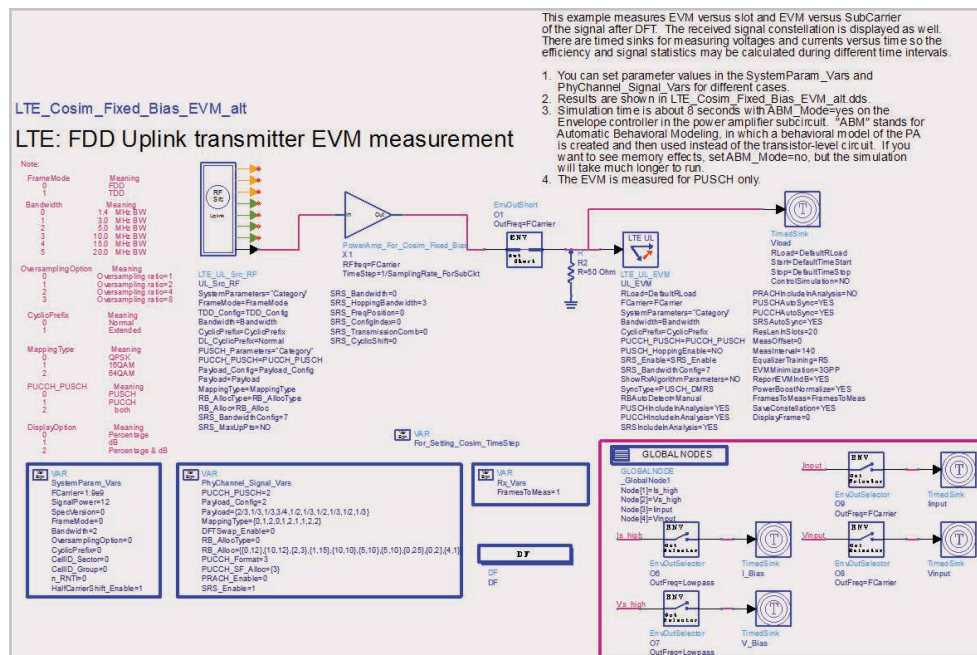 This example measures EVM versus slot and EVM versus SubCarrier
of the signal after DFT. The received signal constellation is displayed as well.
There are timed sinks for measuring voltages and currents versus time so the
efficiency and signal statistics may be calculated during different time intervals.
1. You can set parameter values in the SystemParam_Vars and
PhyChannel_Signal_Vars for different cases.
2. Results are shown in LTE_Cosim_Fixed_Bias_EVM_alt.dds.
3. Simulation time is about 8 seconds with ABM_Mode=yes on the
Envelope controller in the power amplifier subcircuit. "ABM" stands for
Automatic Behavioral Modeling, in which a behavioral model of the PA
is created and then used instead of the transistor-level circuit. If you
want to see memory effects, set ABM_Mode=no, but the simulation
will take much longer to run.
4. The EVM is measured for PUSCH only.
LTE_Cosim_Fixed_Bias_EVM_alt
LTE: FDD Uplink transmitter EVM measurement
Note:
FrameMode Meaning
0 FDD
1 TDD
Bandwidth Meaning
0 1.4 MHz BW
1 3.0 MHz BW
2 5.0 MHz BW
3 10.0 MHz BW
4 15.0 MHz BW
5 20.0 MHz BW
OversamplingOption Meaning
0 Oversampling ratio=1
1 Oversampling ratio=2
2 Oversampling ratio=4
3 Oversampling ratio=8
CyclicPrefix Meaning
0 Normal
1 Extended
MappingType Meaning
0 QPSK
1 16QAM
2 64QAM
PUCCH_PUSCH Meaning
0 PUSCH
1 PUCCH
2 both
DisplayOption Meaning
0 Percentage
1 dB
2 Percentage & dB
RF
Src
Uplink
LTE_UL_Src_RF
UL_Src_RF
SystemParameters="Category"
FrameMode=FrameMode
TDD_Config=TDD_Config
Bandwidth=Bandwidth
CyclicPrefix=CyclicPrefix
DL_CyclicPrefix=Normal
PUSCH_Parameters="Category"
PUCCH_PUSCH=PUCCH_PUSCH
Payload_Config=Payload_Config
Payload=Payload
MappingType=MappingType
RB_AllocType=RB_AllocType
RB_Alloc=RB_Alloc
SRS_BandwidthConfig=7
SRS_MaxUpPts=NO
SRS_Bandwidth=0
SRS_HoppingBandwidth=3
SRS_FreqPosition=0
SRS_ConfigIndex=0
SRS_TransmissionComb=0
SRS_CyclicShift=0
In
Out
PowerAmp_For_Cosim_Fixed_Bias
X1
RFfreq=FCarrier
TimeStep=1/SamplingRate_ForSubCkt
EnvOutShort
O1
OutFreq=FCarrier
ENV
Out
Short
R
R2
R=50 Ohm
LTE UL
LTE_UL_EVM
UL_EVM
RLoad=DefaultRLoad
FCarrier=FCarrier
SystemParameters="Category"
Bandwidth=Bandwidth
CyclicPrefix=CyclicPrefix
PUCCH_PUSCH=PUCCH_PUSCH
PUSCH_HoppingEnable=NO
SRS_Enable=SRS_Enable
SRS_BandwidthConfig=7
ShowRxAlgorithmParameters=NO
SyncType=PUSCH_DMRS
RBAutoDetect=Manual
PUSCHIncludeInAnalysis=YES
PUCCHIncludeInAnalysis=YES
SRSIncludeInAnalysis=YES
T
TimedSink
Vload
RLoad=DefaultRLoad
Start=DefaultTimeStart
Stop=DefaultTimeStop
ControlSimulation=NO
PRACHIncludeInAnalysis=NO
PUSCHAutoSync=YES
PUCCHAutoSync=YES
SRSAutoSync=YES
ResLenInSlots=20
MeasOffset=0
MeasInterval=140
EqualizerTraining=RS
EVMMinimization=3GPP
ReportEVMIndB=YES
PowerBoostNormalize=YES
FramesToMeas=FramesToMeas
SaveConstellation=YES
DisplayFrame=0
VAR
For_Setting_Cosim_TimeStep
VAR
SystemParam_Vars
FCarrier=1.9e9
SignalPower=12
SpecVersion=0
FrameMode=0
Bandwidth=2
OversamplingOption=0
CyclicPrefix=0
CellID_Sector=0
CellID_Group=0
n_RNTI=0
HalfCarrierShift_Enable=1
VAR
PhyChannel_Signal_Vars
PUCCH_PUSCH=2
Payload_Config=2
Payload={2/3,1/3,1/3,3/4,1/2,1/3,1/2,1/3,1/2,1/3}
MappingType={0,1,2,0,1,2,1,1,2,2}
DFTSwap_Enable=0
RB_AllocType=0
RB_Alloc={{0,12},{10,12},{2,3},{1,15},{10,10},{5,10},{5,10},{0,25},{0,2},{4,1}
PUCCH_Format=3
PUCCH_SF_Alloc={3}
PRACH_Enable=0
SRS_Enable=1
VAR
Rx_Vars
FramesToMeas=1
DF
DF
DF
GLOBAL NODES
GLOBALNODE
_GlobalNode1
Node[1]=Is_high
Node[2]=Vs_high
Node[3]=Iinput
Node[4]=Vinput
Iinput
ENV
Out
Selector
EnvOutSelector
O9
OutFreq=FCarrier
T
TimedSink
Iinput
Is_high
ENV
Out
Selector
EnvOutSelector
O6
OutFreq=Lowpass
T
TimedSink
I_Bias
Vinput
ENV
Out
Selector
EnvOutSelector
O8
OutFreq=FCarrier
T
TimedSink
Vinput
Vs_high
ENV
Out
Selector
EnvOutSelector
O7
OutFreq=Lowpass
T
TimedSink
V_Bias